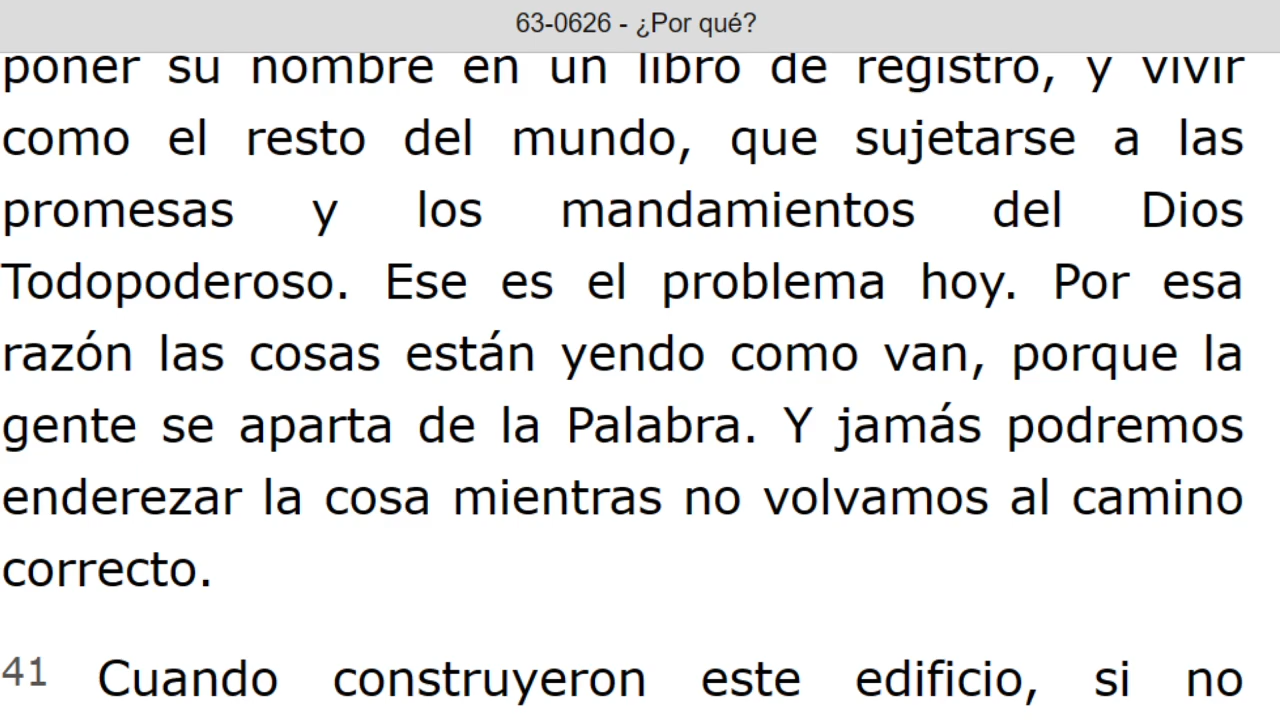 63-0626 - ¿Por qué?
poner su nombre en un libro de registro, y vivir
como el resto del mundo, que sujetarse a las
promesas y los mandamientos del Dios
Todopoderoso. Ese es el problema hoy. Por esa
razón las cosas están yendo como van, porque la
gente se aparta de la Palabra. Y jamás podremos
enderezar la cosa mientras no volvamos al camino
correcto.
41 Cuando construyeron este edificio, si no